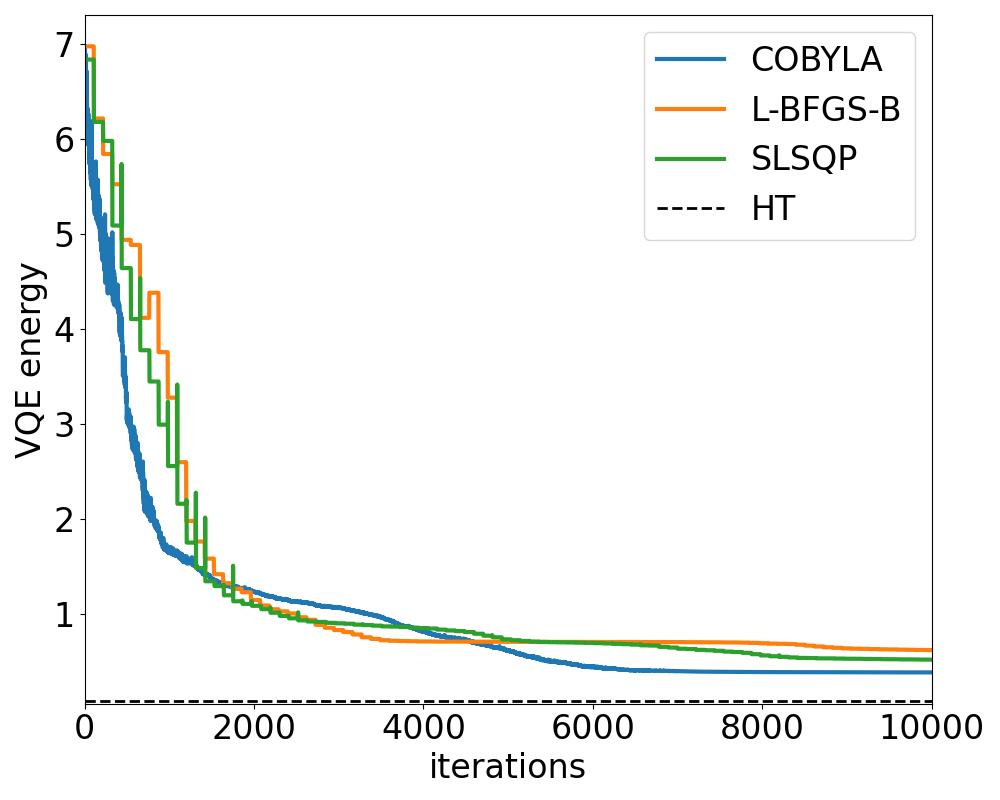 7
6
5
4
3
2
1
VQE energy
COBYLA
L-BFGS-B
SLSQP
HT
0
2000
4000
6000
8000
10000
iterations